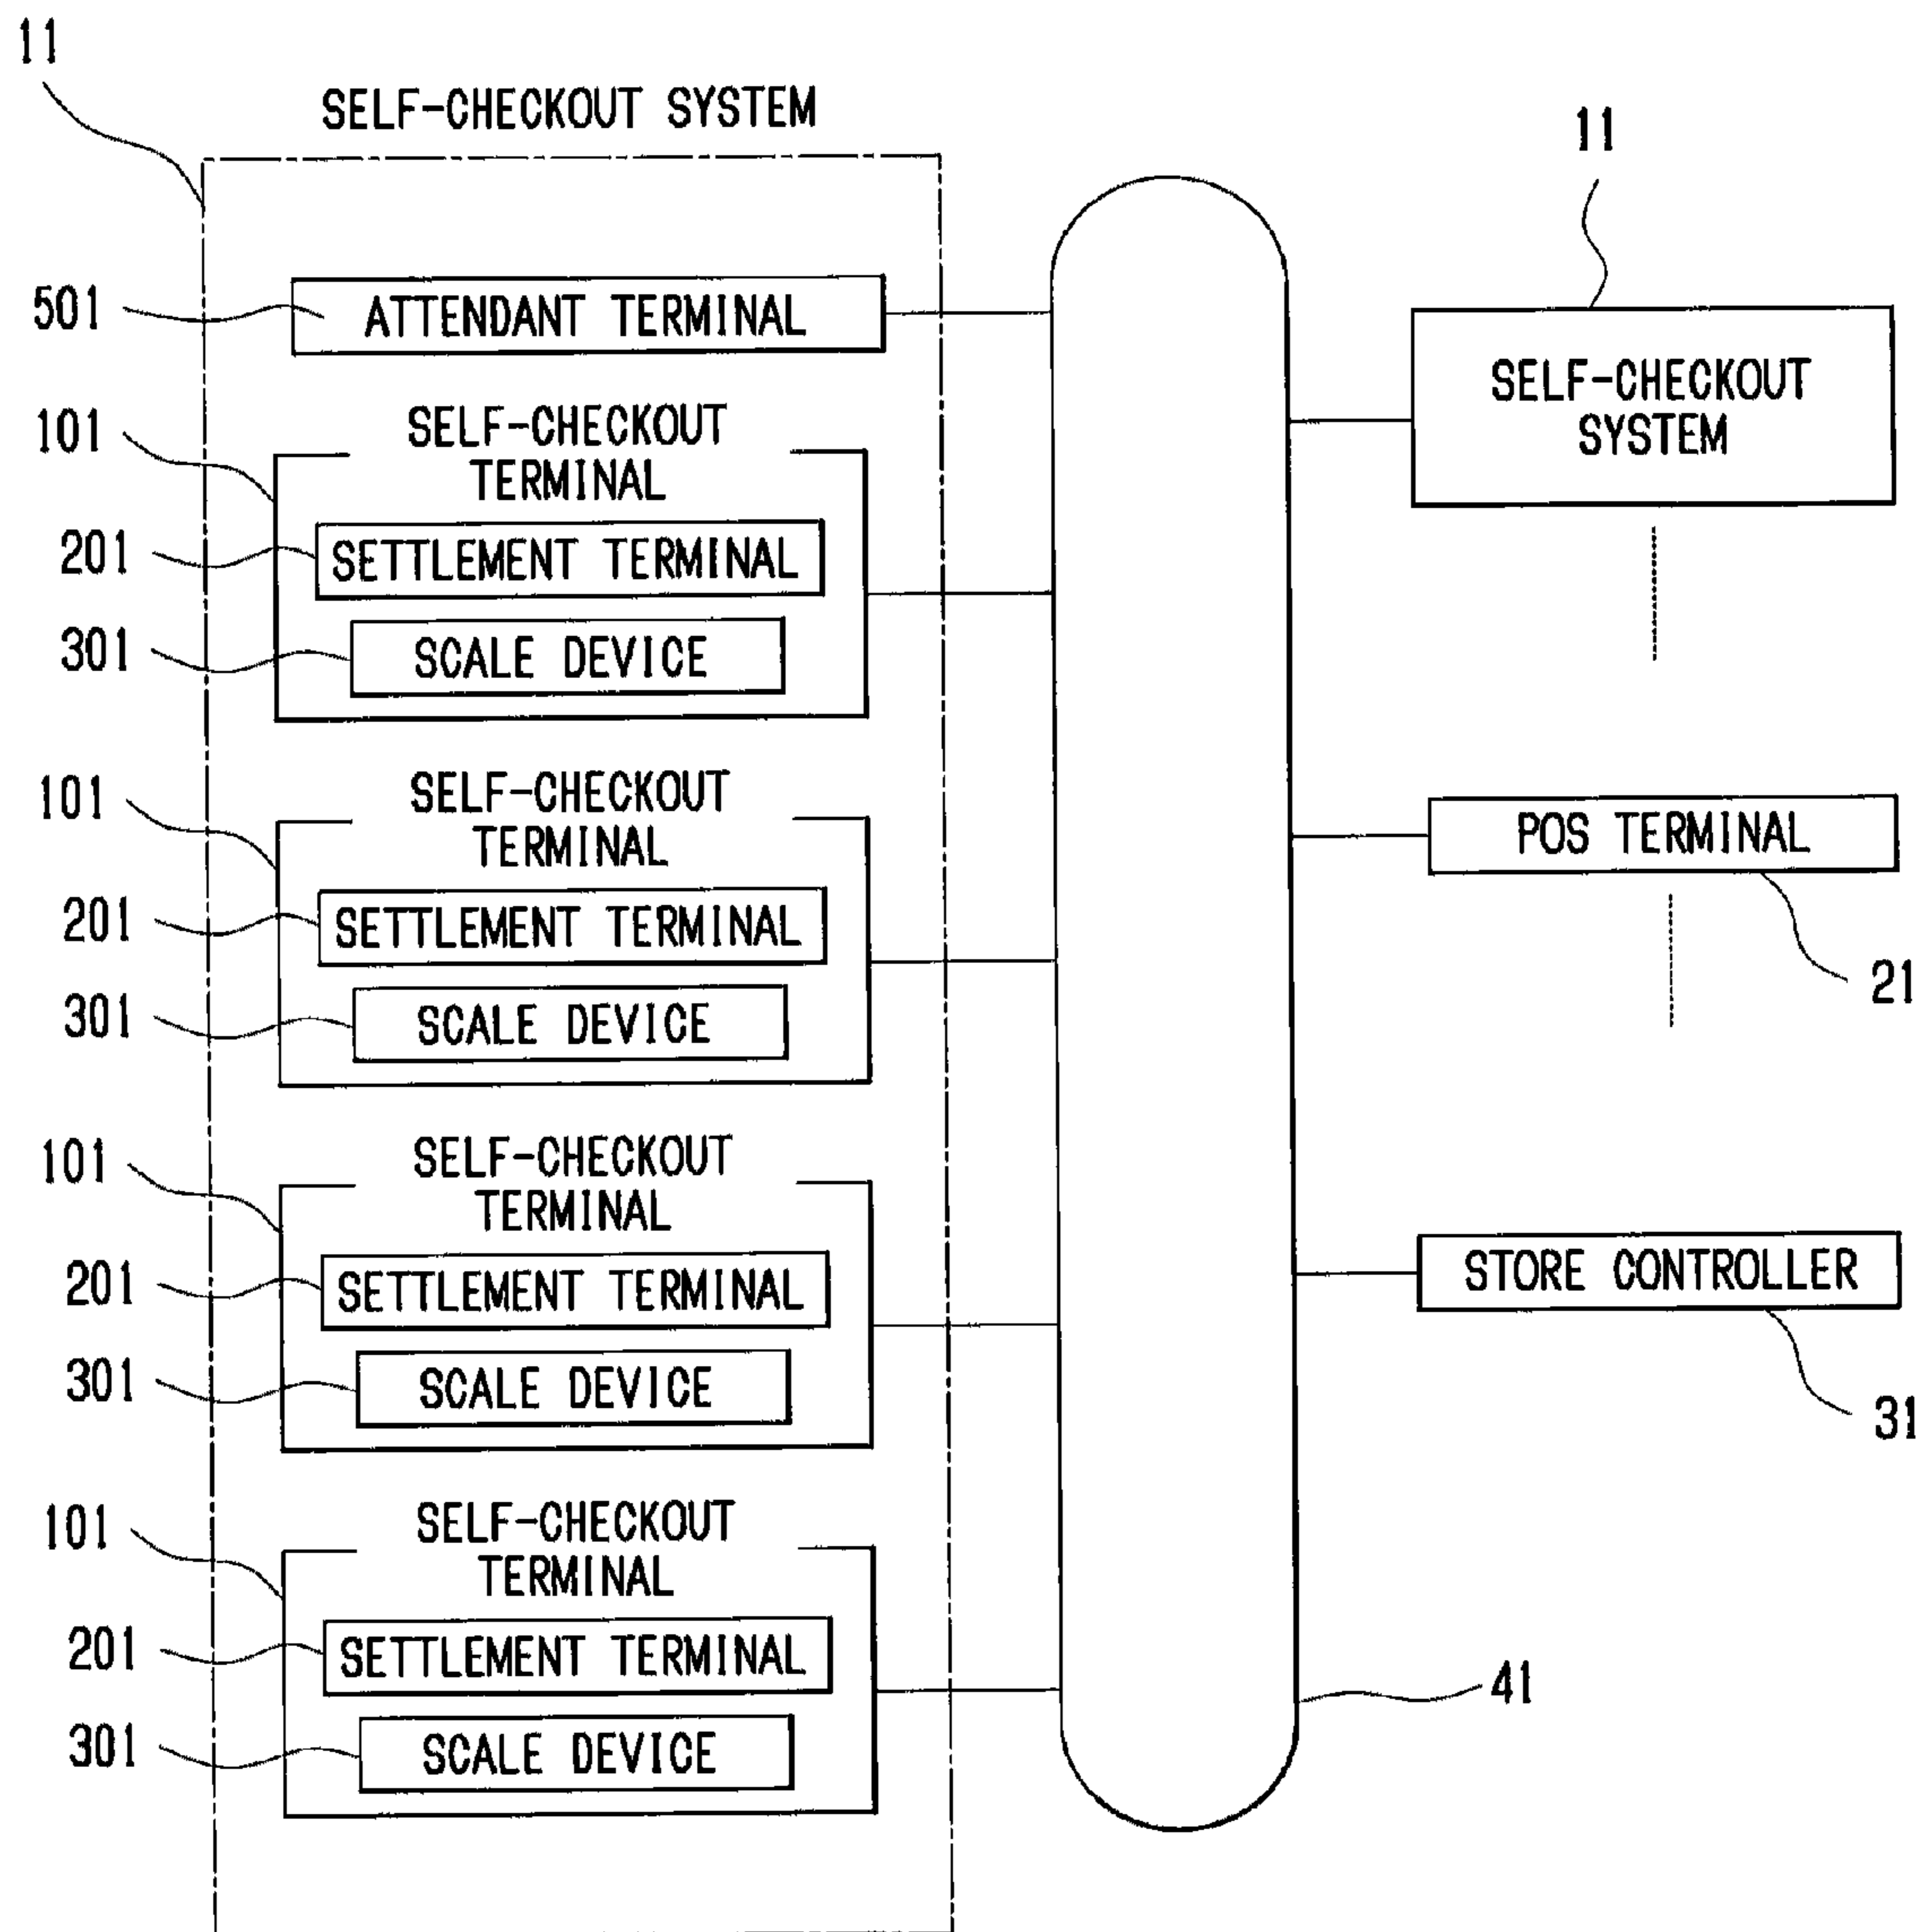 11
SELF-CHECKOUT SYSTEM
501
ATTENDANT TERMINAL
101
SELF-CHECKOUT
TERMINAL
201
SETTLEMENT TERMINAL
301
SCALE DEVICE
101
SELF-CHECKOUT
TERMINAL
201
SETTLEMENT TERMINAL
301
SCALE DEVICE
101
SELF-CHECKOUT
TERMINAL
201
SETTLEMENT TERMINAL
301
SCALE DEVICE
101
SELF-CHECKOUT
TERMINAL
201
SETTLEMENT TERMINAL
301
SCALE DEVICE
11
SELF-CHECKOUT
SYSTEM
POS TERMINAL
21
STORE CONTROLLER
31
41